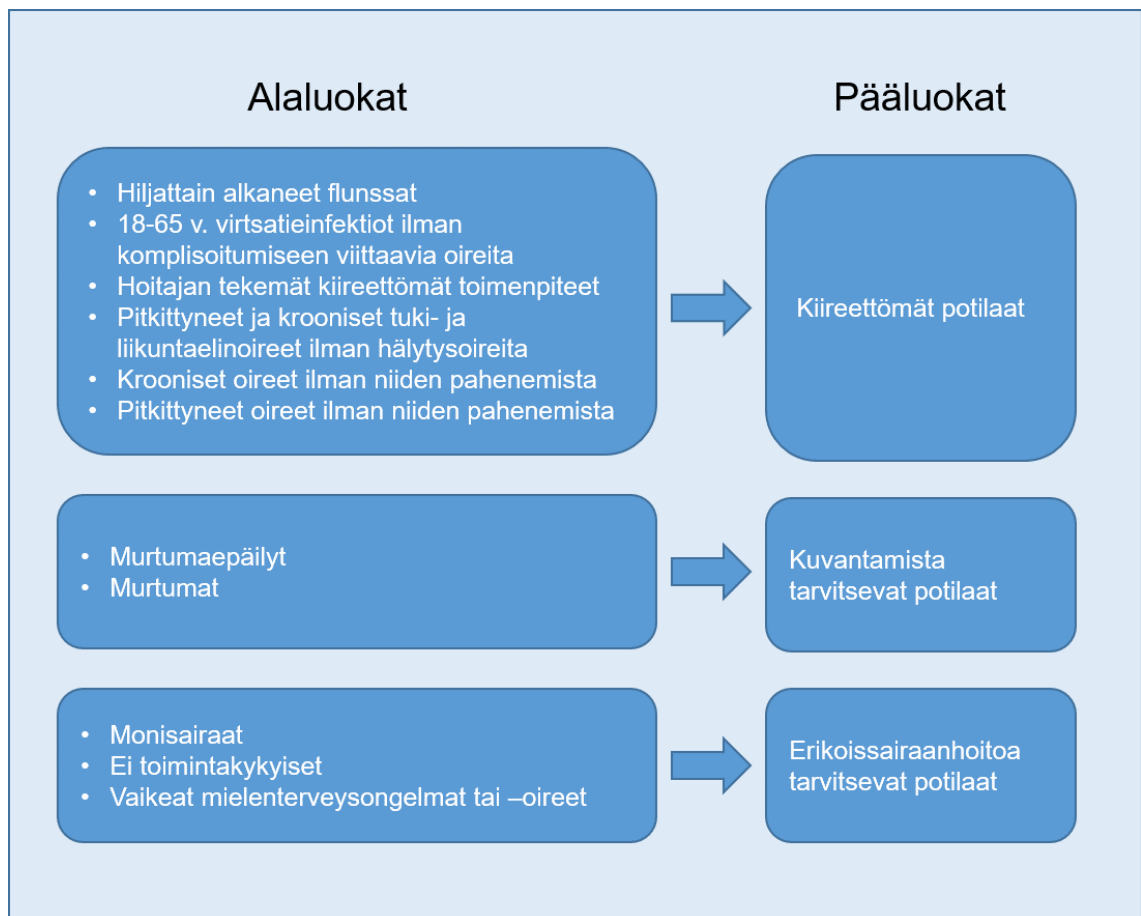 Alaluokat
Pääluokat
• Hiljattain alkaneet flunssat
• 18-65 v. virtsatieinfektiot ilman
komplisoitumiseen viittaavia oireita
• Hoitajan tekemät kiireettömät toimenpiteet
• Pitkittyneet ja krooniset tuki- ja
liikuntaelinoireet ilman hälytysoireita
• Krooniset oireet ilman niiden pahenemista
• Pitkittyneet oireet ilman niiden pahenemista
Kiireettömät potilaat
• Murtumaepäilyt
• Murtumat
Kuvantamista
tarvitsevat potilaat
• Monisairaat
• Ei toimintakykyiset
• Vaikeat mielenterveysongelmat tai –oireet
Erikoissairaanhoitoa
tarvitsevat potilaat